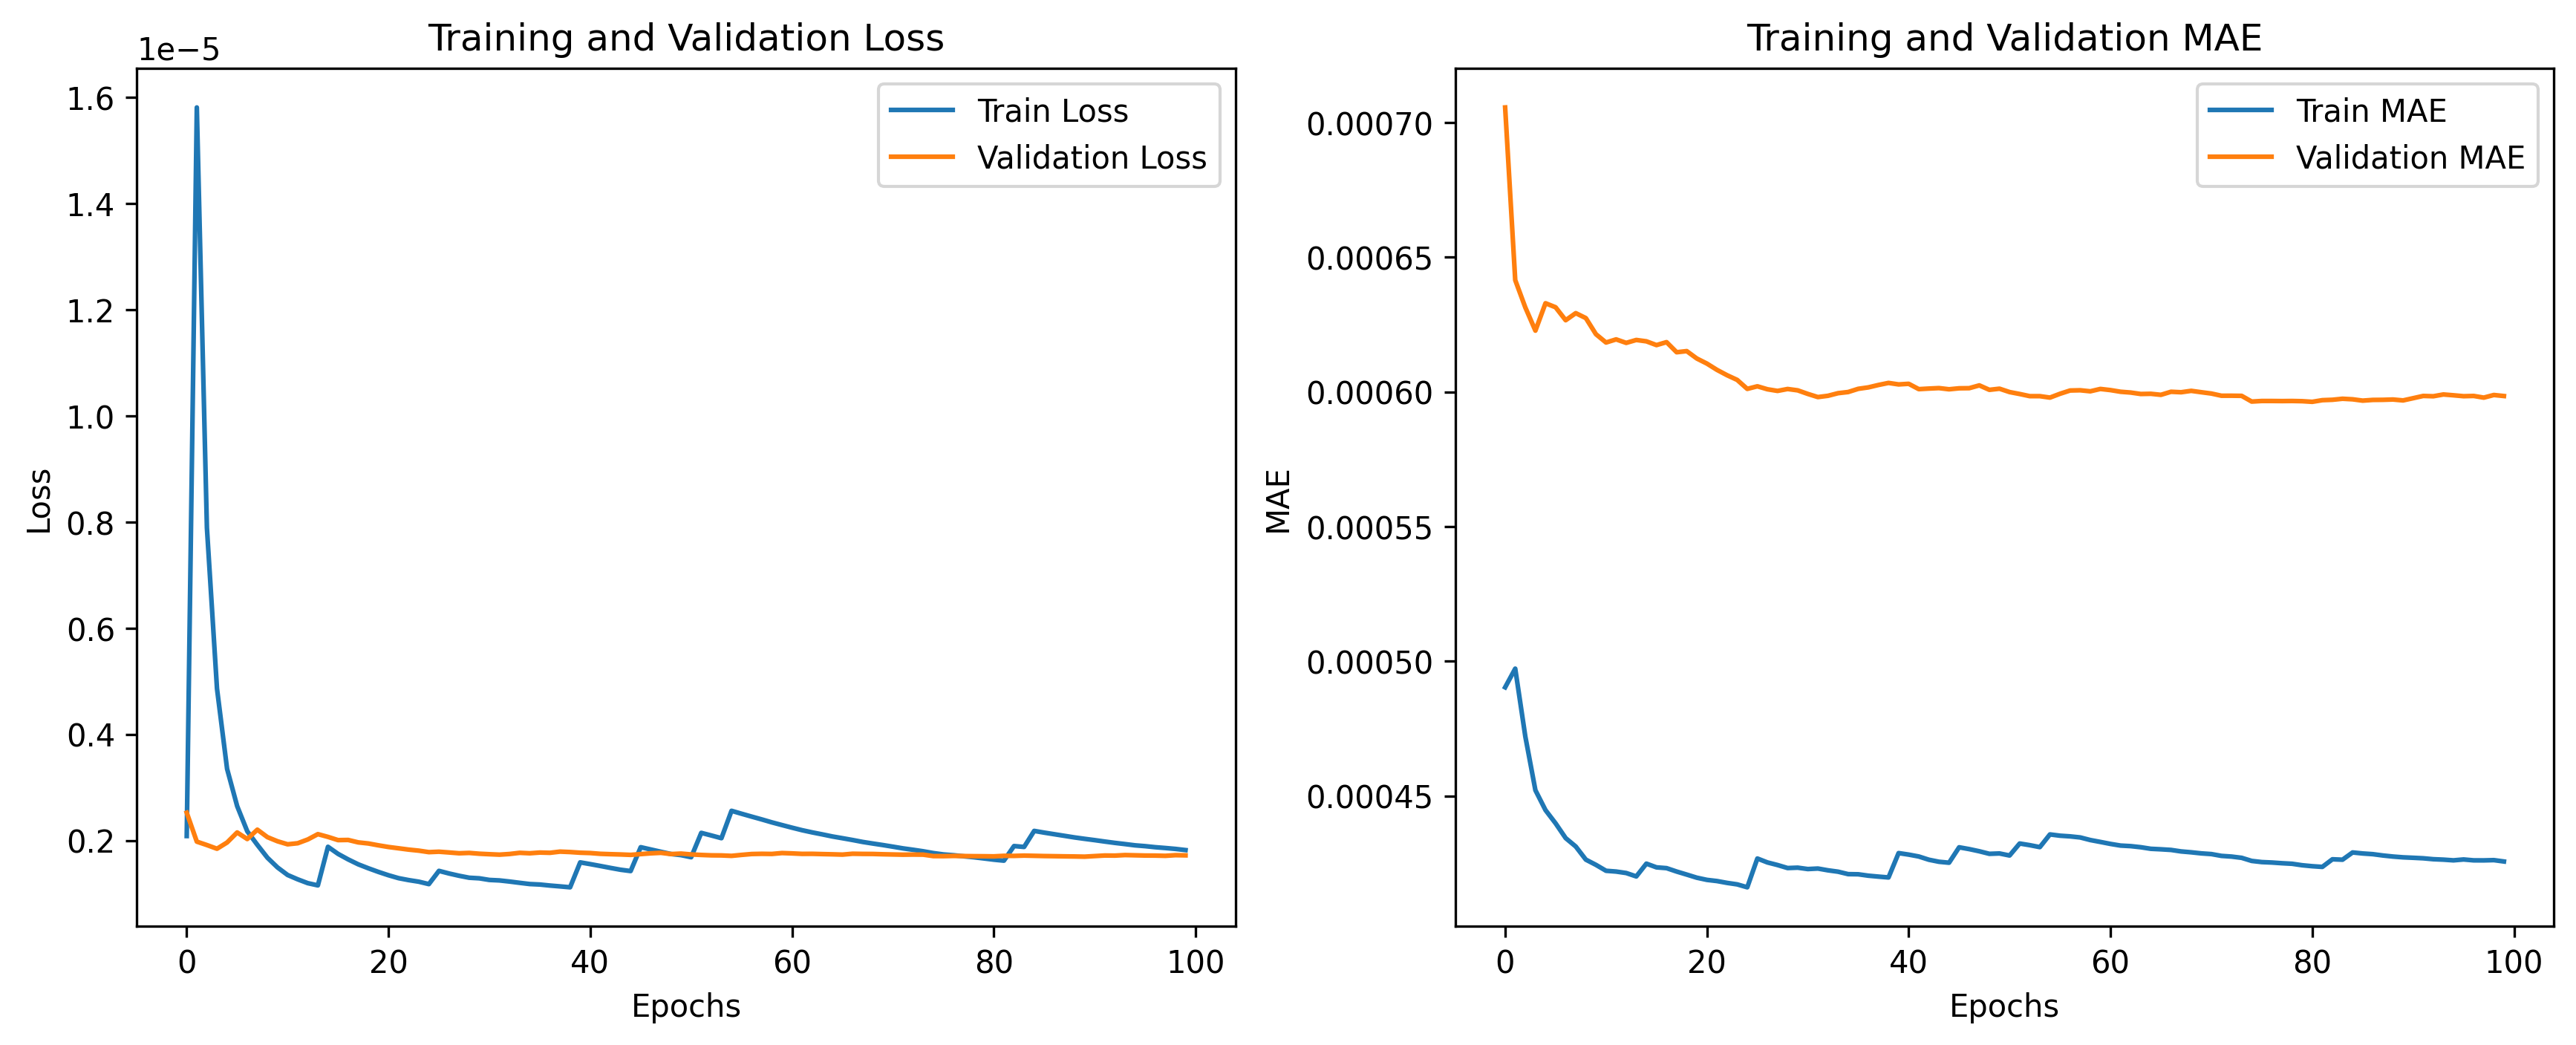 Training and Validation Loss
1e−5
1.6
1.4
1.2
1.0
0.8
0.6
0.4
0.2
Loss
0 20 40 60 80 100
Epochs
Train Loss
Validation Loss
Training and Validation MAE
0.00070
0.00065
0.00060
0.00055
0.00050
0.00045
MAE
0 20 40 60 80 100
Epochs
Train MAE
Validation MAE